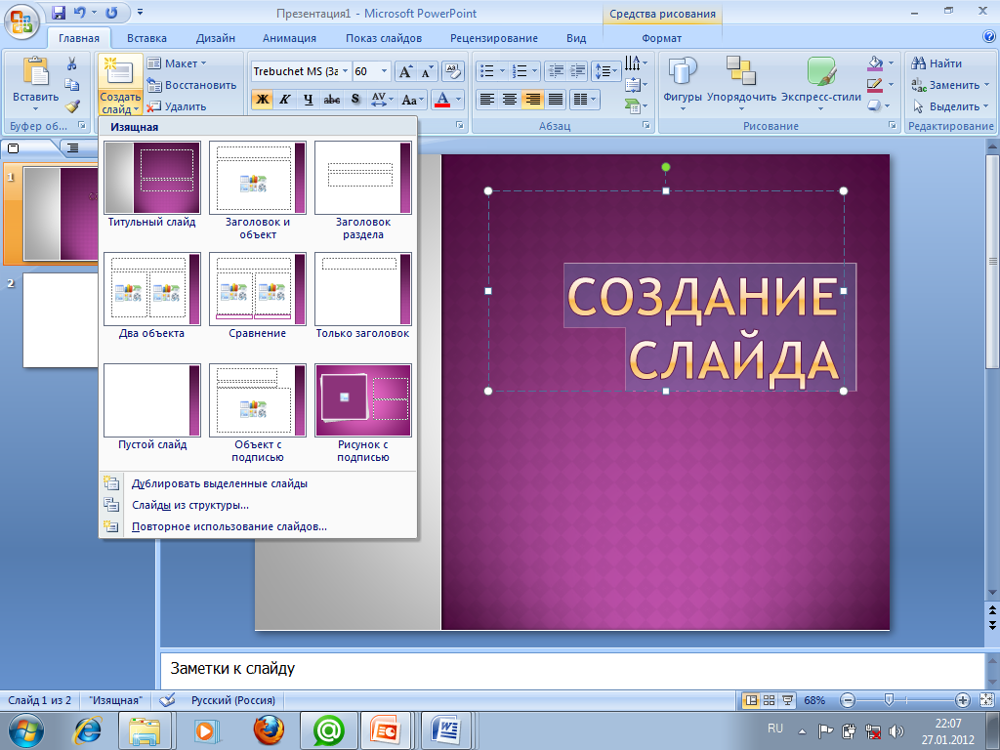 Презентация1 - Microsoft PowerPoint
Средства рисования
Главная Вставка Дизайн Анимация Показ слайдов Рецензирование Вид Формат
Вставить
Буфер об...
Создать слайд
Макет
Восстановить
Удалить
Trebuchet MS (За 60
Ж К Ч abc S AV Aa A
Абзац
Фигуры Упорядочить Экспресс-стили
Рисование
Найти
Заменить
Выделить
Редактирование
Изящная
Титульный слайд
Заголовок и объект
Заголовок раздела
Два объекта
Сравнение
Только заголовок
Пустой слайд
Объект с подписью
Рисунок с подписью
Дублировать выделенные слайды
Слайды из структуры...
Повторное использование слайдов...
1
2
СОЗДАНИЕ
СЛАЙДА
Заметки к слайду
Слайд 1 из 2 "Изящная" Русский (Россия) 68%
RU
22:07
27.01.2012